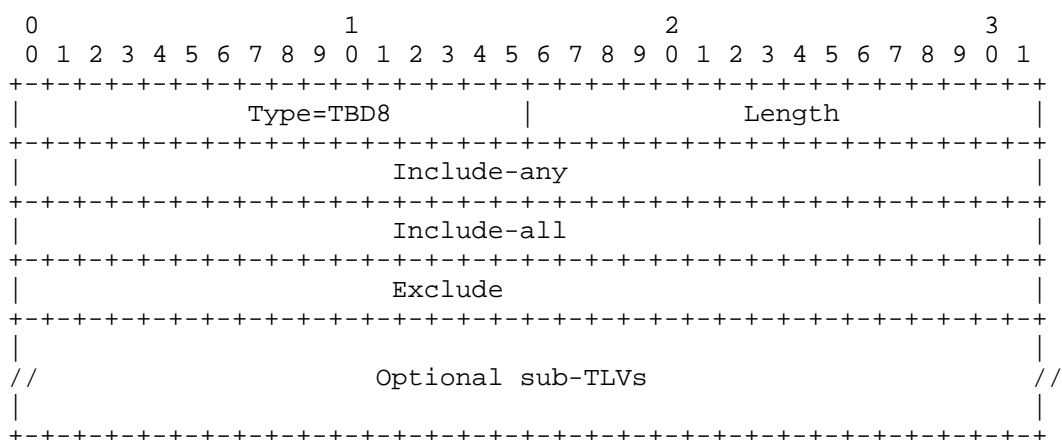 0                   1                   2                   3
 0 1 2 3 4 5 6 7 8 9 0 1 2 3 4 5 6 7 8 9 0 1 2 3 4 5 6 7 8 9 0 1
+-+-+-+-+-+-+-+-+-+-+-+-+-+-+-+-+-+-+-+-+-+-+-+-+-+-+-+-+-+-+-+-+
|              Type=TBD8        |             Length            |
+-+-+-+-+-+-+-+-+-+-+-+-+-+-+-+-+-+-+-+-+-+-+-+-+-+-+-+-+-+-+-+-+
|                       Include-any                             |
+-+-+-+-+-+-+-+-+-+-+-+-+-+-+-+-+-+-+-+-+-+-+-+-+-+-+-+-+-+-+-+-+
|                       Include-all                             |
+-+-+-+-+-+-+-+-+-+-+-+-+-+-+-+-+-+-+-+-+-+-+-+-+-+-+-+-+-+-+-+-+
|                       Exclude                                 |
+-+-+-+-+-+-+-+-+-+-+-+-+-+-+-+-+-+-+-+-+-+-+-+-+-+-+-+-+-+-+-+-+
|                                                               |
//                     Optional sub-TLVs                        //
|                                                               |
+-+-+-+-+-+-+-+-+-+-+-+-+-+-+-+-+-+-+-+-+-+-+-+-+-+-+-+-+-+-+-+-+